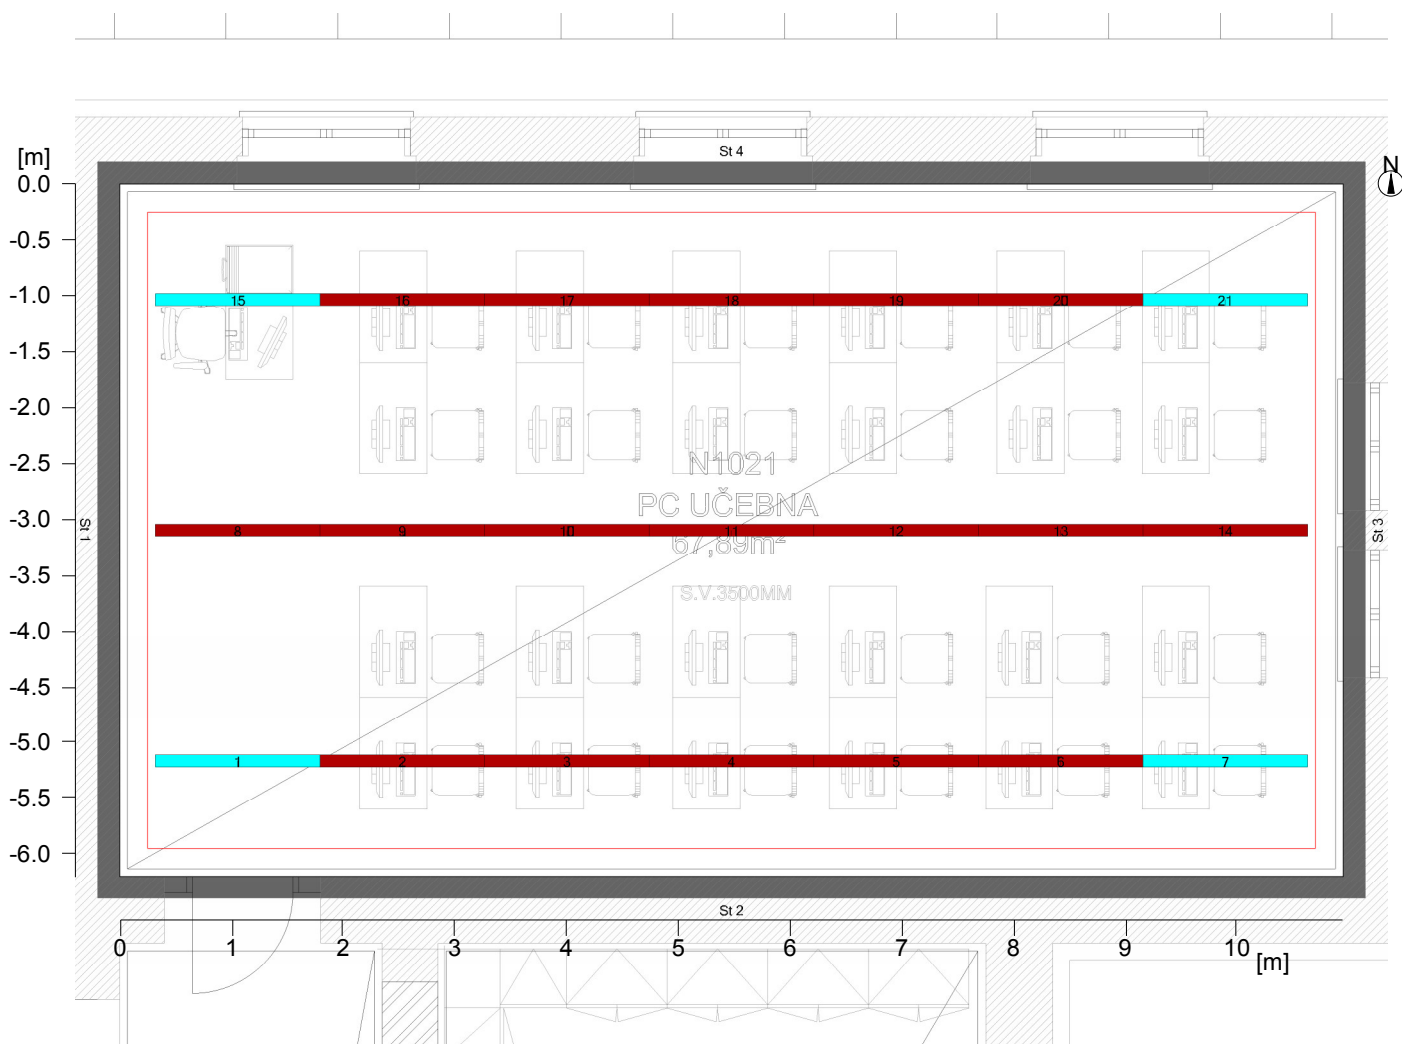 St 4
[m]
N
0.0
-0.5
-1.0
15 16 17 18 19 20 21
-1.5
-2.0
-2.5
N1021
-3.0
PC UČEBNA
St 1
8 9 10 11 12 13 14
St 3
67,89m²
-3.5
S.V.3500MM
-4.0
-4.5
-5.0
1 2 3 4 5 6 7
-5.5
-6.0
St 2
0 1 2 3 4 5 6 7 8 9 10
[m]